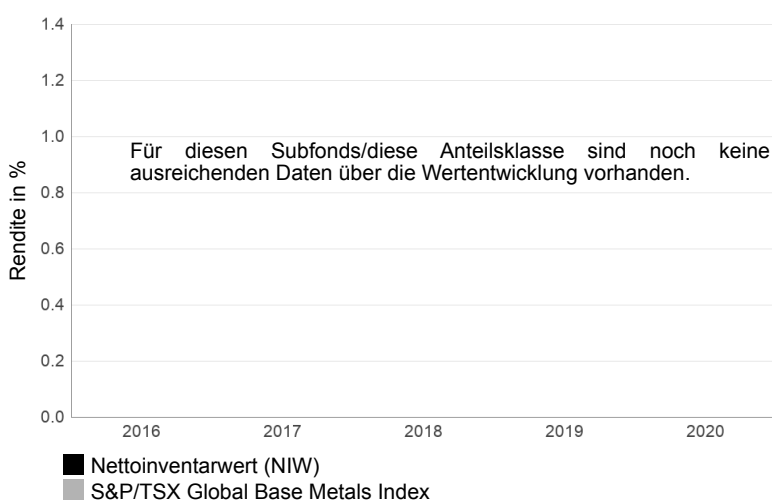 1.4
1.2
1.0
Für diesen Subfonds/diese Anteilsklasse sind noch keine
ausreichenden Daten über die Wertentwicklung vorhanden.
0.8
0.6
0.4
0.2
0.0
Rendite in %
2016 2017 2018 2019 2020
Nettoinventarwert (NIW)
S&P/TSX Global Base Metals Index